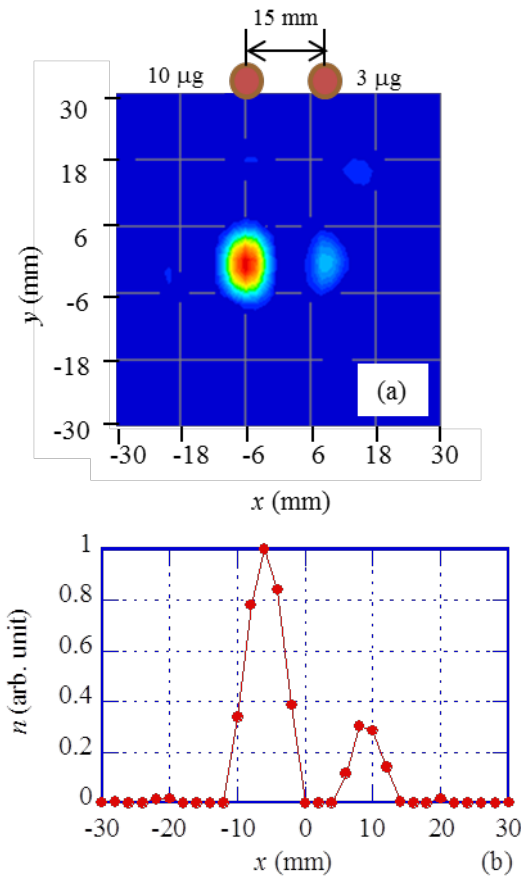 15 mm
10 μg
3 μg
30
18
6
-6
-18
-30
y (mm)
(a)
-30 -18 -6 6 18 30
x (mm)
1
0.8
0.6
0.4
0.2
0
n (arb. unit)
-30 -20 -10 0 10 20 30
x (mm)
(b)